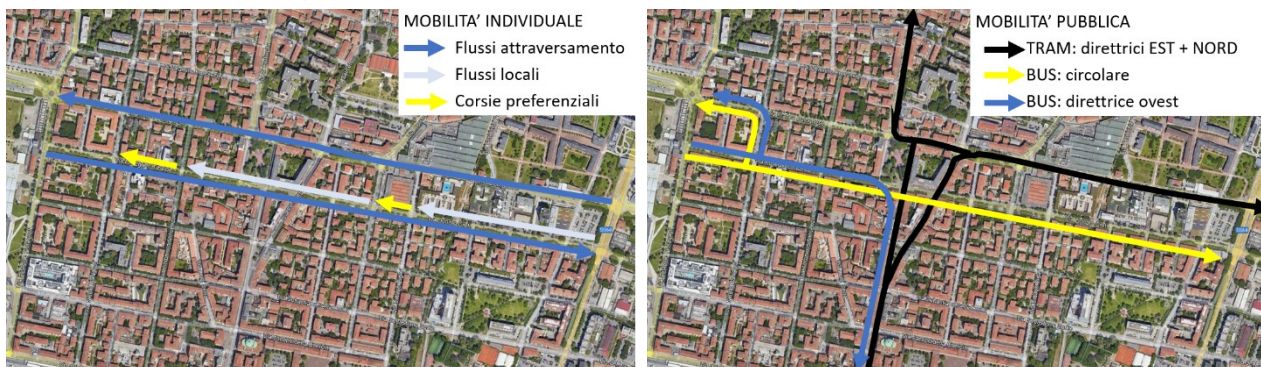 MOBILITA’ INDIVIDUALE
Flussi attraversamento
Flussi locali
Corsie preferenziali
MOBILITA’ PUBBLICA
TRAM: direttrici EST + NORD
BUS: circolare
BUS: direttrice ovest